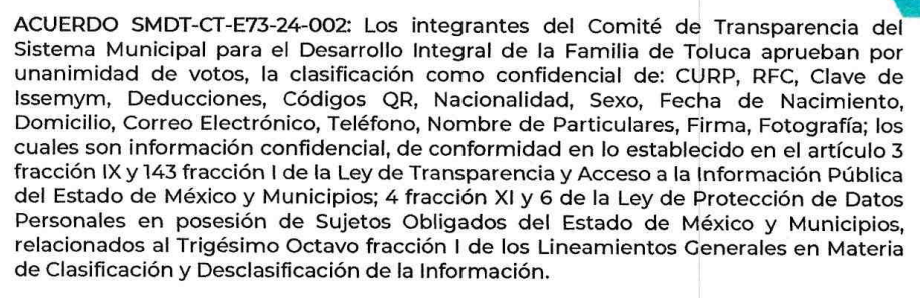 ACUERDO SMDT-CT-E73-24-002: Los integrantes del Comité de Transparencia del
Sistema Municipal para el Desarrollo Integral de la Familia de Toluca aprueban por
unanimidad de votos, la clasificación como confidencial de: CURP, RFC, Clave de
Issemym, Deducciones, Códigos QR, Nacionalidad, Sexo, Fecha de Nacimiento,
Domicilio, Correo Electrónico, Teléfono, Nombre de Particulares, Firma, Fotografía; los
cuales son información confidencial, de conformidad en lo establecido en el artículo 3
fracción IX y 143 fracción I de la Ley de Transparencia y Acceso a la Información Pública
del Estado de México y Municipios; 4 fracción XI y 6 de la Ley de Protección de Datos
Personales en posesión de Sujetos Obligados del Estado de México y Municipios,
relacionados al Trigésimo Octavo fracción I de los Lineamientos Generales en Materia
de Clasificación y Desclasificación de la Información.